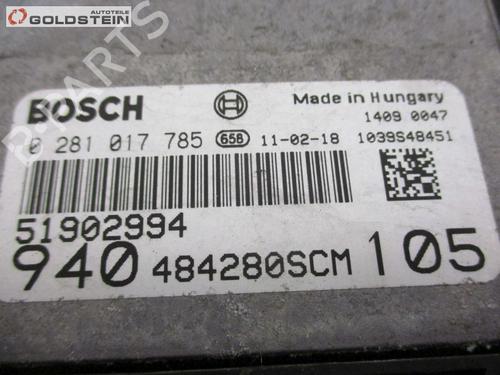 Autoteile
GOLDSTEIN
B-PARTS
BOSCH
Made in Hungary
1409 0047
0 281 017 785 658 11-02-18 1039S48451
51902994
940 484280SCM 105